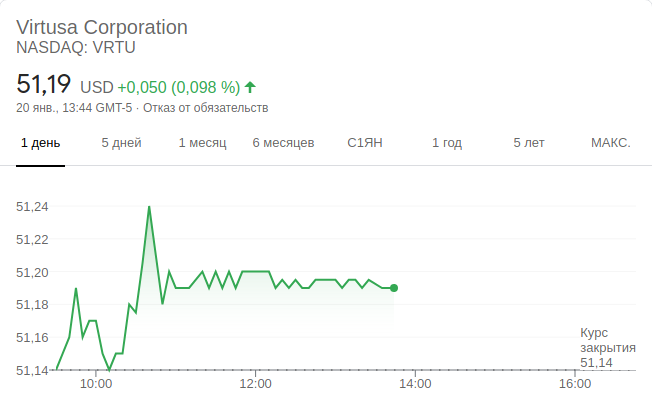 Virtusa Corporation
NASDAQ: VRTU
51,19 USD +0,050 (0,098 %)
20 янв., 13:44 GMT-5 · Отказ от обязательств
1 день 5 дней 1 месяц 6 месяцев С1ЯН 1 год 5 лет МАКС.
51,24
51,22
51,20
51,18
51,16
Курс
закрытия
51,14
51,14
10:00 12:00 14:00 16:00